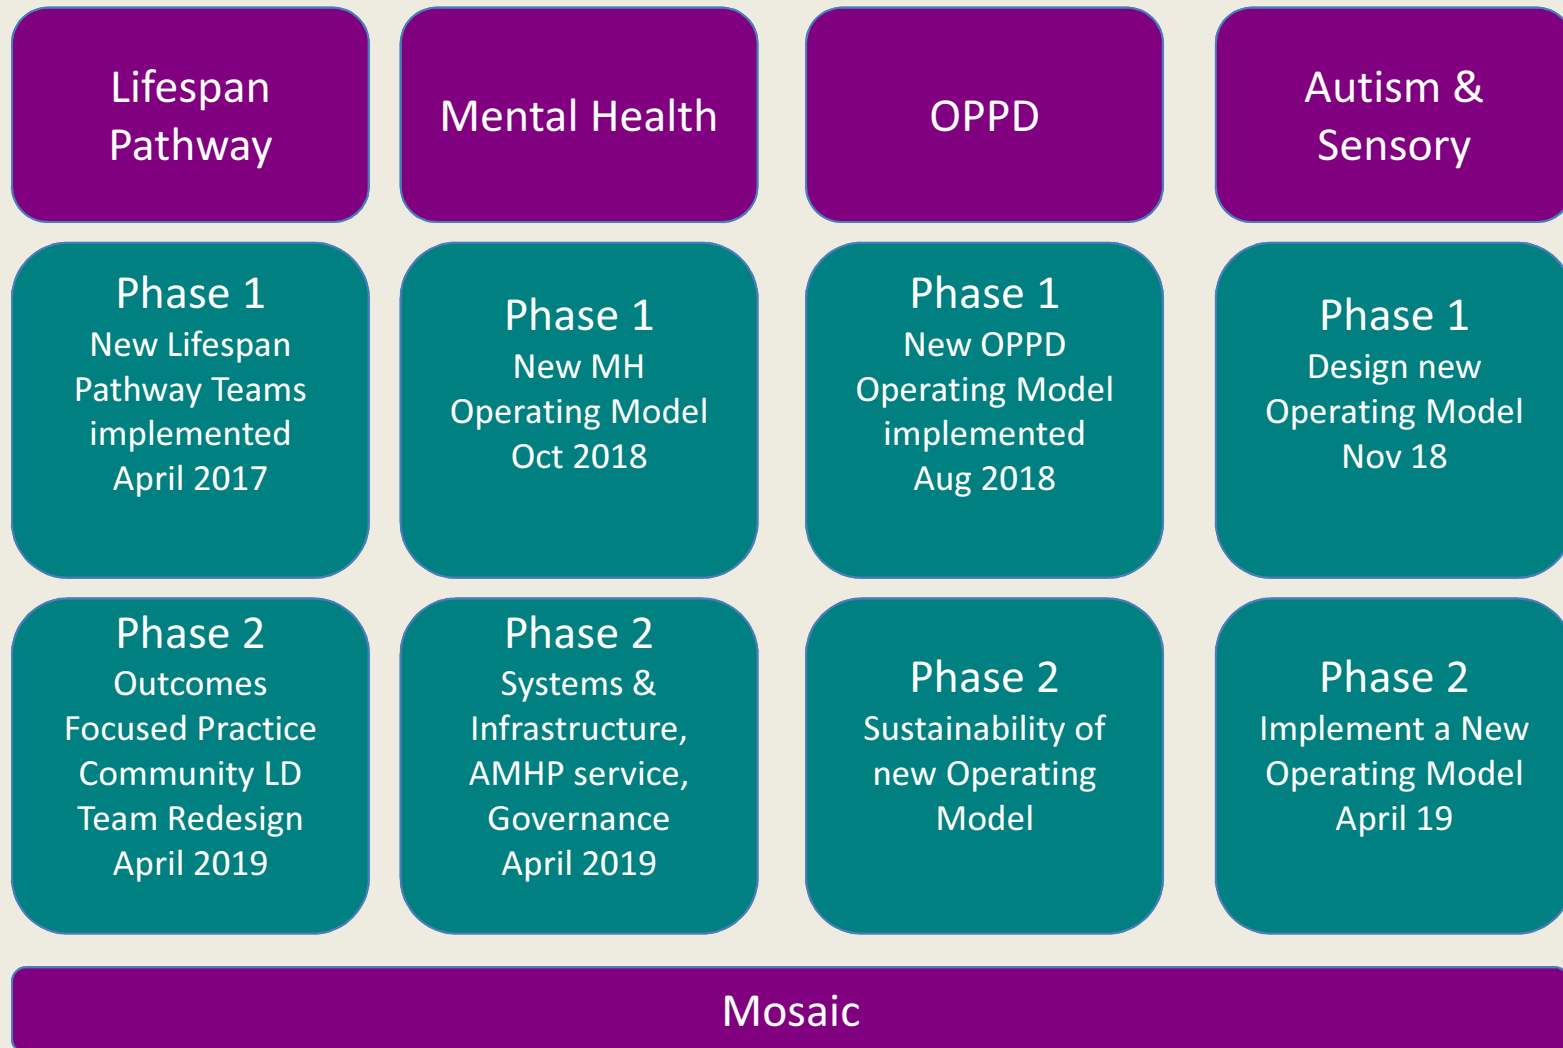 Lifespan
Pathway
Mental Health
OPPD
Autism &
Sensory
Phase 1
New Lifespan
Pathway Teams
implemented
April 2017
Phase 1
New MH
Operating Model
Oct 2018
Phase 1
New OPPD
Operating Model
implemented
Aug 2018
Phase 1
Design new
Operating Model
Nov 18
Phase 2
Outcomes
Focused Practice
Community LD
Team Redesign
April 2019
Phase 2
Systems &
Infrastructure,
AMHP service,
Governance
April 2019
Phase 2
Sustainability of
new Operating
Model
Phase 2
Implement a New
Operating Model
April 19
Mosaic